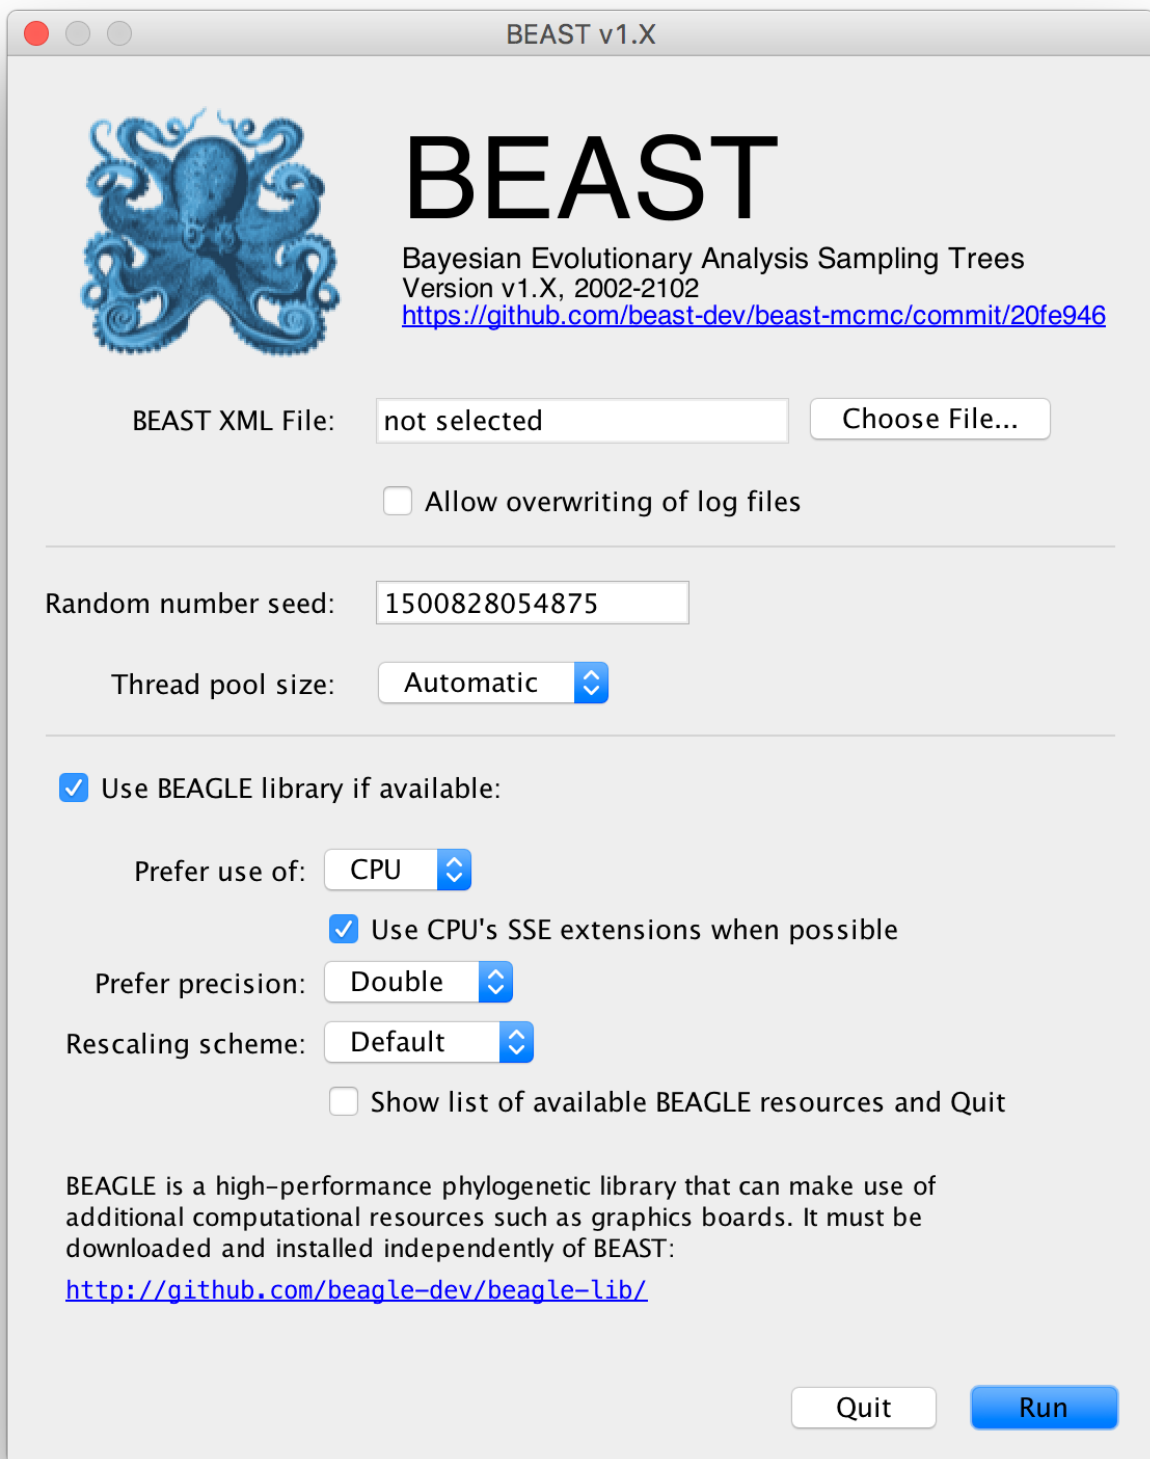 BEAST v1.X
BEAST
Bayesian Evolutionary Analysis Sampling Trees
Version v1.X, 2002-2102
https://github.com/beast-dev/beast-mcmc/commit/20fe946
BEAST XML File: not selected Choose File...
Allow overwriting of log files
Random number seed: 1500828054875
Thread pool size: Automatic
Use BEAGLE library if available:
Prefer use of: CPU
Use CPU's SSE extensions when possible
Prefer precision: Double
Rescaling scheme: Default
Show list of available BEAGLE resources and Quit
BEAGLE is a high-performance phylogenetic library that can make use of
additional computational resources such as graphics boards. It must be
downloaded and installed independently of BEAST:
http://github.com/beagle-dev/beagle-lib/
Quit Run